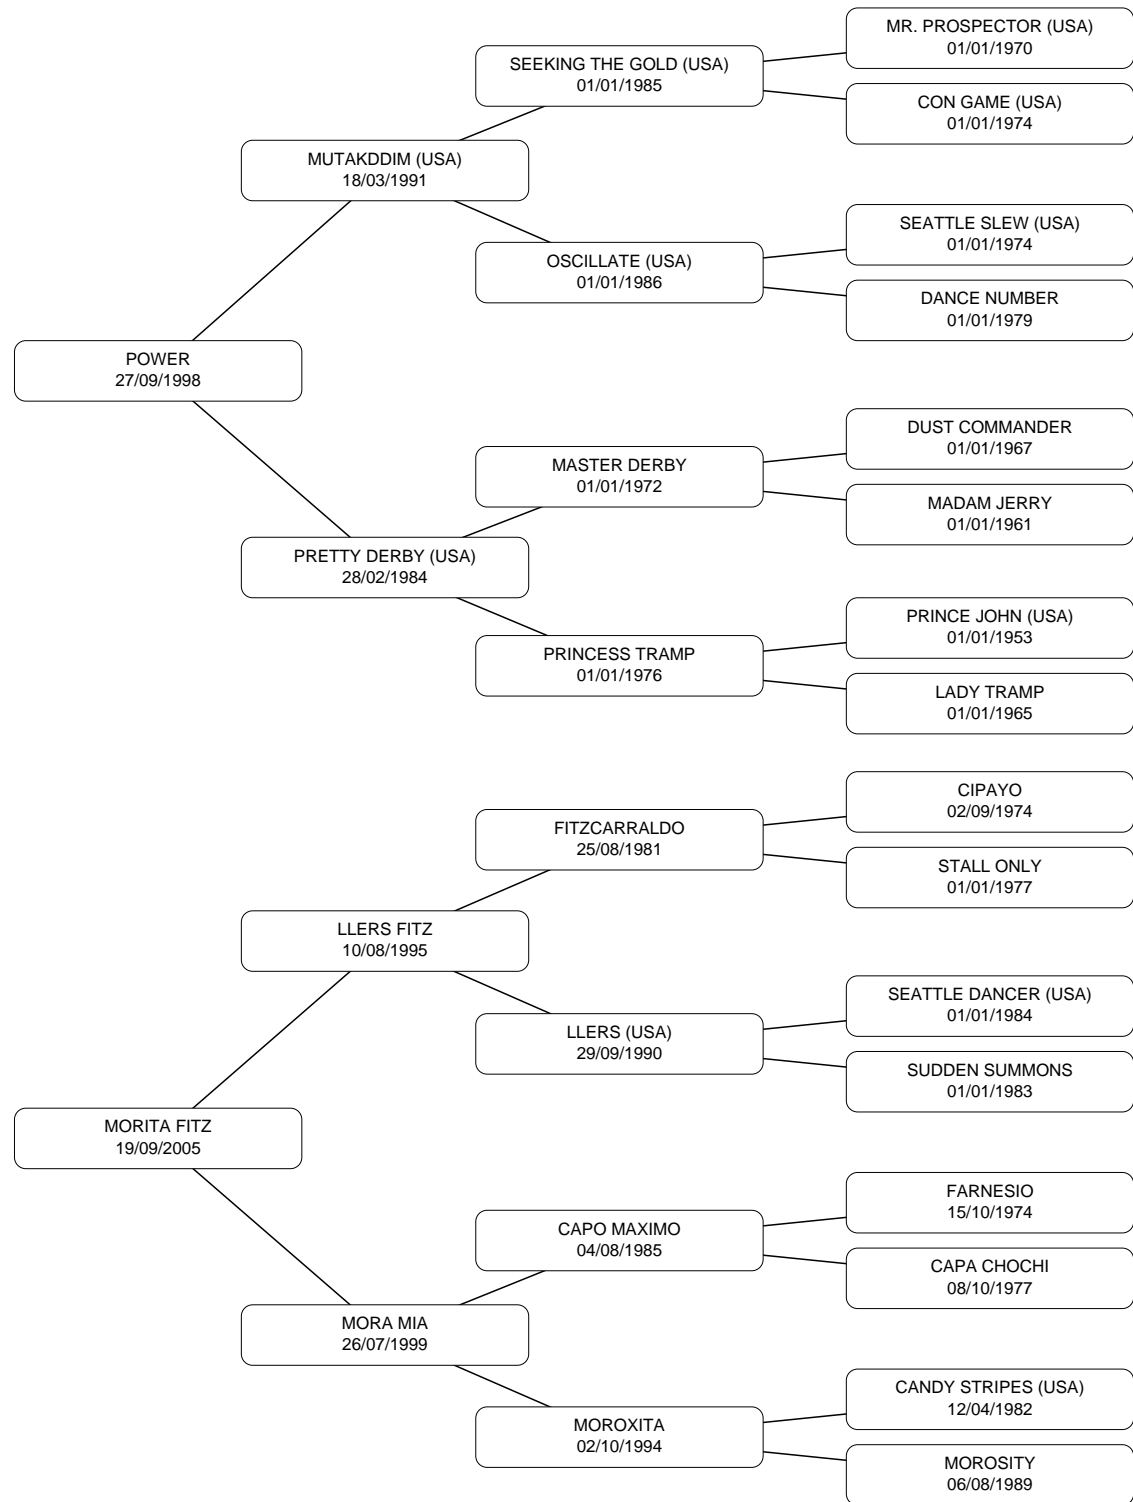 MR. PROSPECTOR (USA)
01/01/1970
SEEKING THE GOLD (USA)
01/01/1985
CON GAME (USA)
01/01/1974
MUTAKDDIM (USA)
18/03/1991
SEATTLE SLEW (USA)
01/01/1974
OSCILLATE (USA)
01/01/1986
DANCE NUMBER
01/01/1979
POWER
27/09/1998
DUST COMMANDER
01/01/1967
MASTER DERBY
01/01/1972
MADAM JERRY
01/01/1961
PRETTY DERBY (USA)
28/02/1984
PRINCE JOHN (USA)
01/01/1953
PRINCESS TRAMP
01/01/1976
LADY TRAMP
01/01/1965
CIPAYO
02/09/1974
FITZCARRALDO
25/08/1981
STALL ONLY
01/01/1977
LLERS FITZ
10/08/1995
SEATTLE DANCER (USA)
01/01/1984
LLERS (USA)
29/09/1990
SUDDEN SUMMONS
01/01/1983
MORITA FITZ
19/09/2005
FARNESIO
15/10/1974
CAPO MAXIMO
04/08/1985
CAPA CHOCHI
08/10/1977
MORA MIA
26/07/1999
CANDY STRIPES (USA)
12/04/1982
MOROXITA
02/10/1994
MOROSITY
06/08/1989